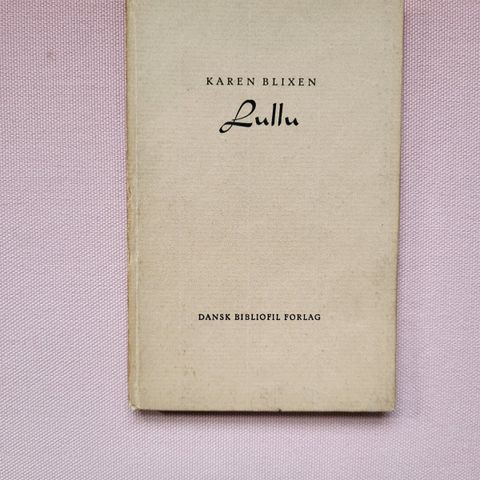 KAREN BLIXEN
Lullu
DANSK BIBLIOFIL FORLAG